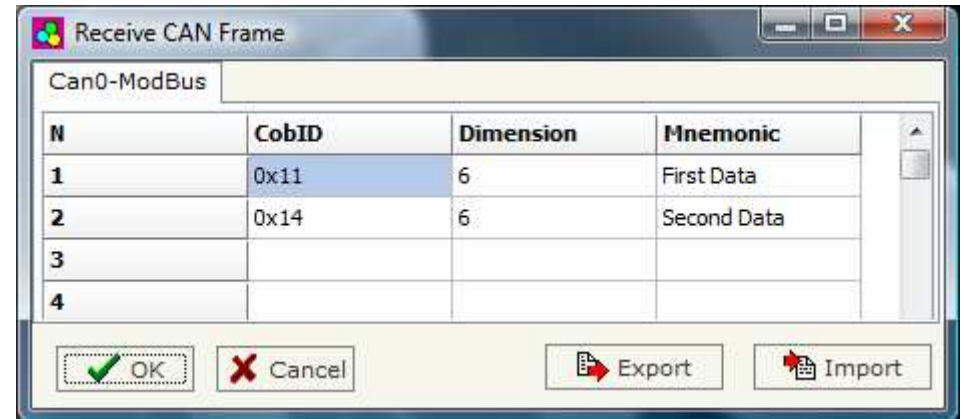 Receive CAN Frame
Can0-ModBus
N CobID Dimension Mnemonic
1 0x11 6 First Data
2 0x14 6 Second Data
3
4
OK Cancel Export Import